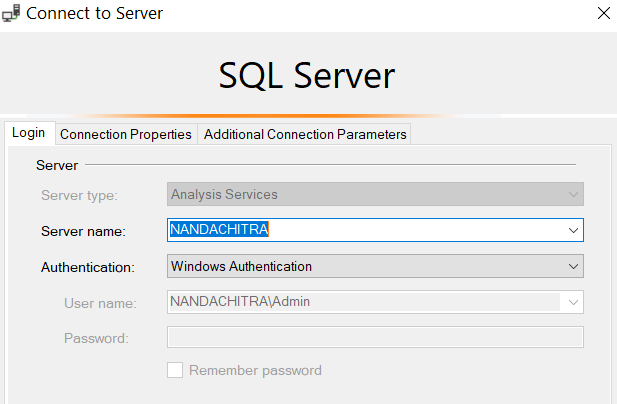 Connect to Server
SQL Server
Login Connection Properties Additional Connection Parameters
Server
Server type: Analysis Services
Server name: NANDACHITRA
Authentication: Windows Authentication
User name: NANDACHITRA\Admin
Password:
Remember password